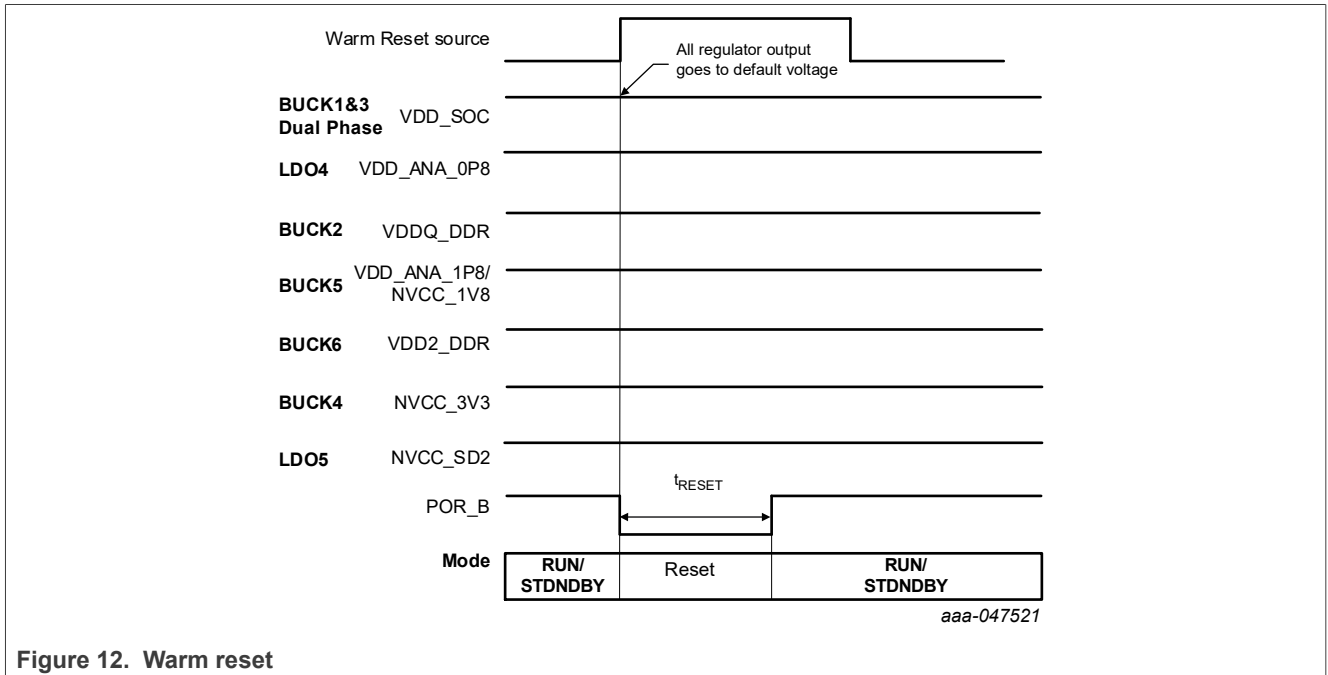 Warm Reset source
All regulator output
goes to default voltage
BUCK1&3
Dual Phase
VDD_SOC
LDO4 VDD_ANA_0P8
BUCK2 VDDQ_DDR
BUCK5
VDD_ANA_1P8/
NVCC_1V8
BUCK6 VDD2_DDR
BUCK4 NVCC_3V3
LDO5 NVCC_SD2
tRESET
POR_B
Mode
RUN/
STDNDBY
Reset
RUN/
STDNDBY
aaa-047521
Figure 12. Warm reset